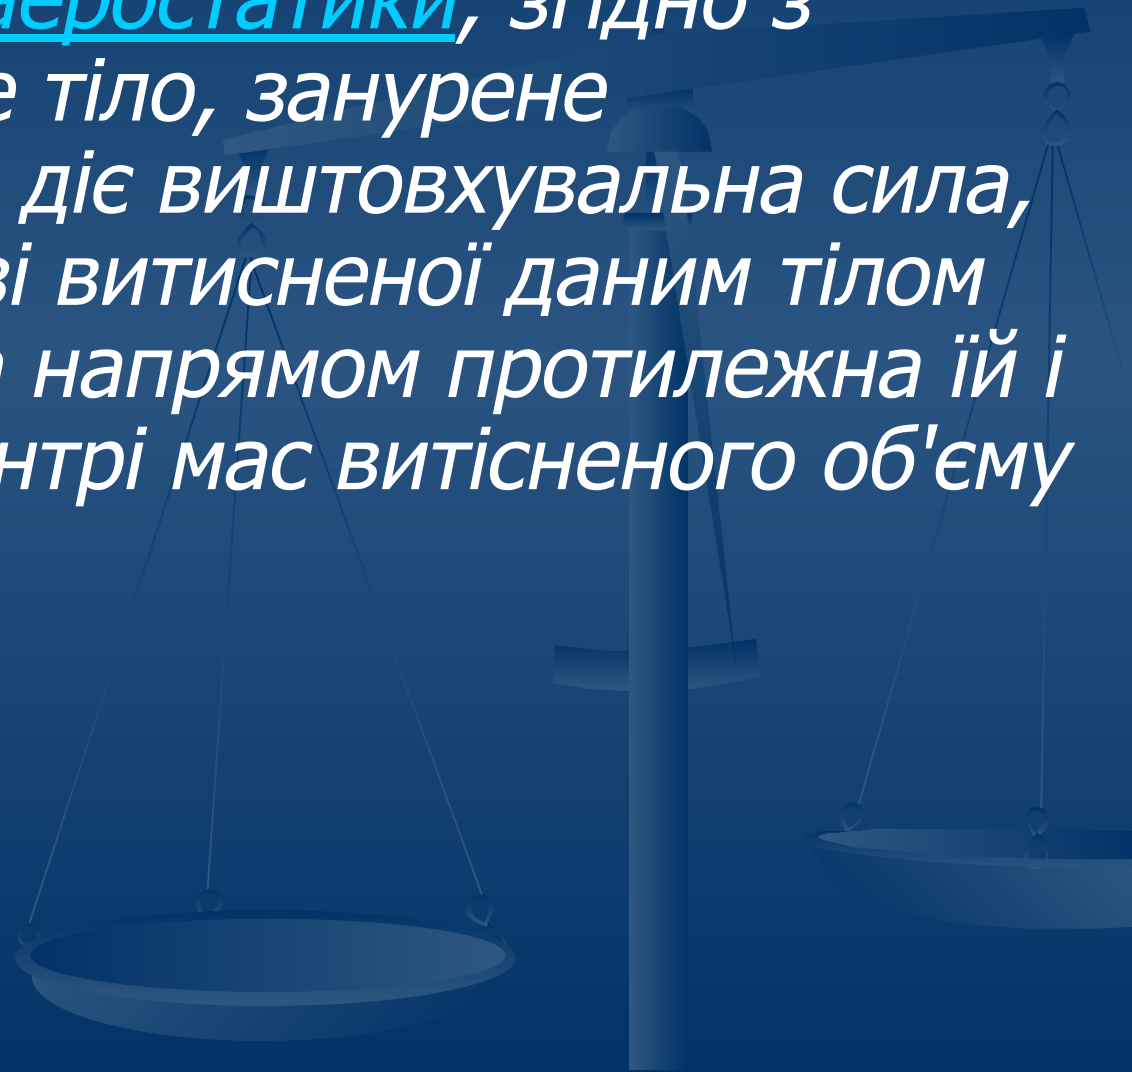 аеростатики, згідно з
тіло, занурене
діє виштовхувальна сила,
витисненої даним тілом
напрямом протилежна їй і
мас витісненого об'єму